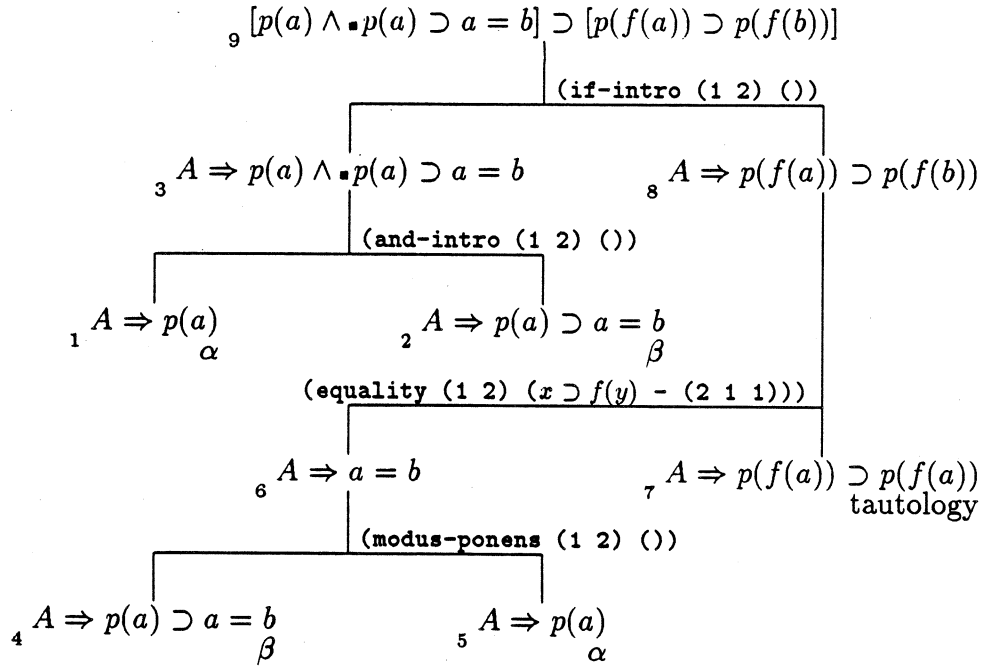 9 [p(a) ∧ ▪p(a) ⊃ a = b] ⊃ [p(f(a)) ⊃ p(f(b))]
(if-intro (1 2) ())
3 A ⇒ p(a) ∧ ▪p(a) ⊃ a = b 8 A ⇒ p(f(a)) ⊃ p(f(b))
(and-intro (1 2) ())
1 A ⇒ p(a) 2 A ⇒ p(a) ⊃ a = b
α β
(equality (1 2) (x ⊃ f(y) - (2 1 1)))
6 A ⇒ a = b 7 A ⇒ p(f(a)) ⊃ p(f(a))
tautology
(modus-ponens (1 2) ())
4 A ⇒ p(a) ⊃ a = b 5 A ⇒ p(a)
β α